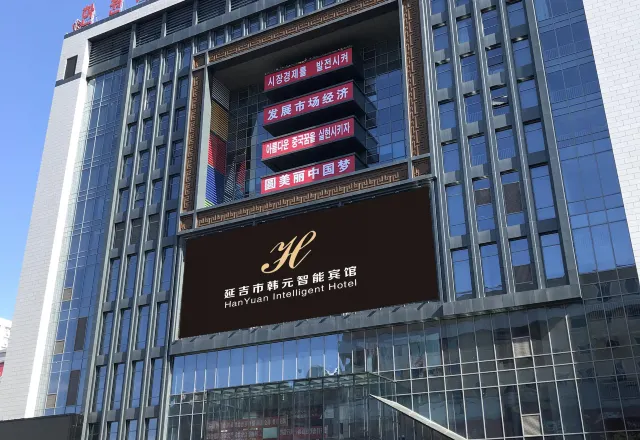 시장경제를 발전시켜
发展市场经济
아름다운 중국꿈을 실현시키자
圆美丽中国梦
H
延吉市韩元智能宾馆
HanYuan Intelligent Hotel